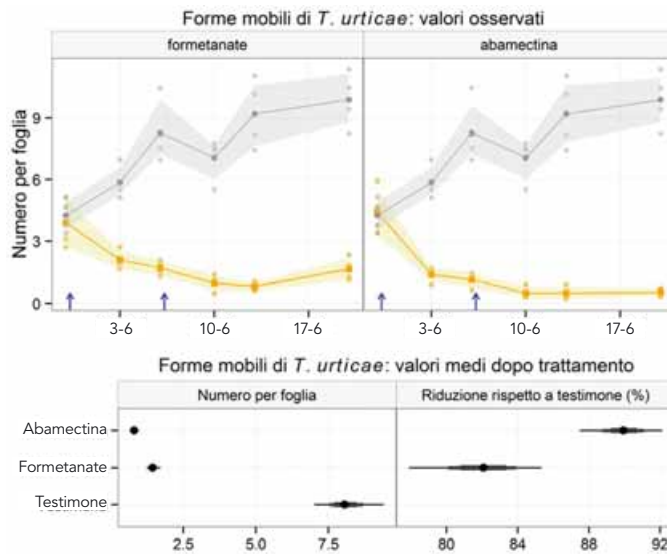 Forme mobili di T. urticae: valori osservati
formetanate abamectina
Numero per foglia
9
6
3
0
3-6 10-6 17-6 3-6 10-6 17-6
Forme mobili di T. urticae: valori medi dopo trattamento
Numero per foglia Riduzione rispetto a testimone (%)
Abamectina
Formetanate
Testimone
2.5 5.0 7.5 80 84 88 92